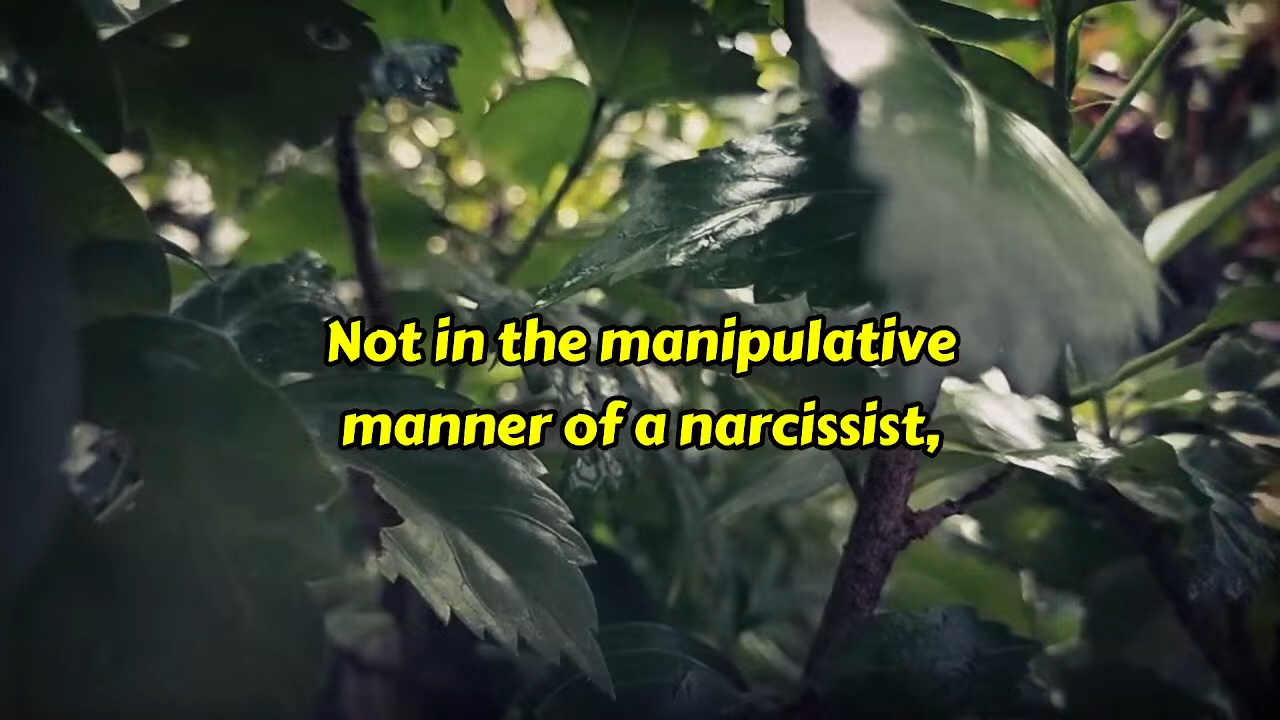 Not in the manipulative
manner of a narcissist,